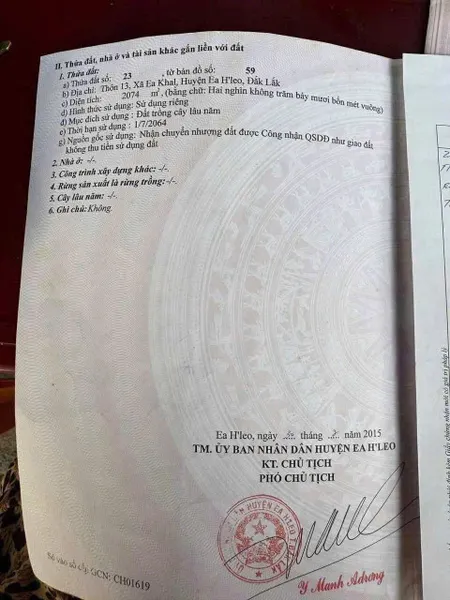 II. Thửa đất, nhà ở và tài sản khác gắn liền với đất
1. Thửa đất:
a) Thửa đất số: 23, tờ bản đồ số: 59
b) Địa chỉ: Thôn 13, Xã Ea Khal, Huyện Ea H'leo, Đắk Lắk
c) Diện tích: 2074 m², (bằng chữ: Hai nghìn không trăm bảy mươi bốn mét vuông)
d) Hình thức sử dụng: Sử dụng riêng
đ) Mục đích sử dụng : Đất trồng cây lâu năm
e) Thời hạn sử dụng : 1/7/2064
g) Nguồn gốc sử dụng: Nhận chuyển nhượng đất được Công nhận QSDĐ như giao đất
không thu tiền sử dụng đất
2. Nhà ở: -/-
3. Công trình xây dựng khác: -/-
4. Rừng sản xuất là rừng trồng:-/-
5. Cây lâu năm: -/-
6. Ghi chú: Không
Ea H'leo, ngày tháng năm 2015
TM. ỦY BAN NHÂN DÂN HUYỆN EA H'LEO
KT. CHỦ TỊCH
PHÓ CHỦ TỊCH
Y Manh Adrong
Số vào sổ cấp GCN: CH01619